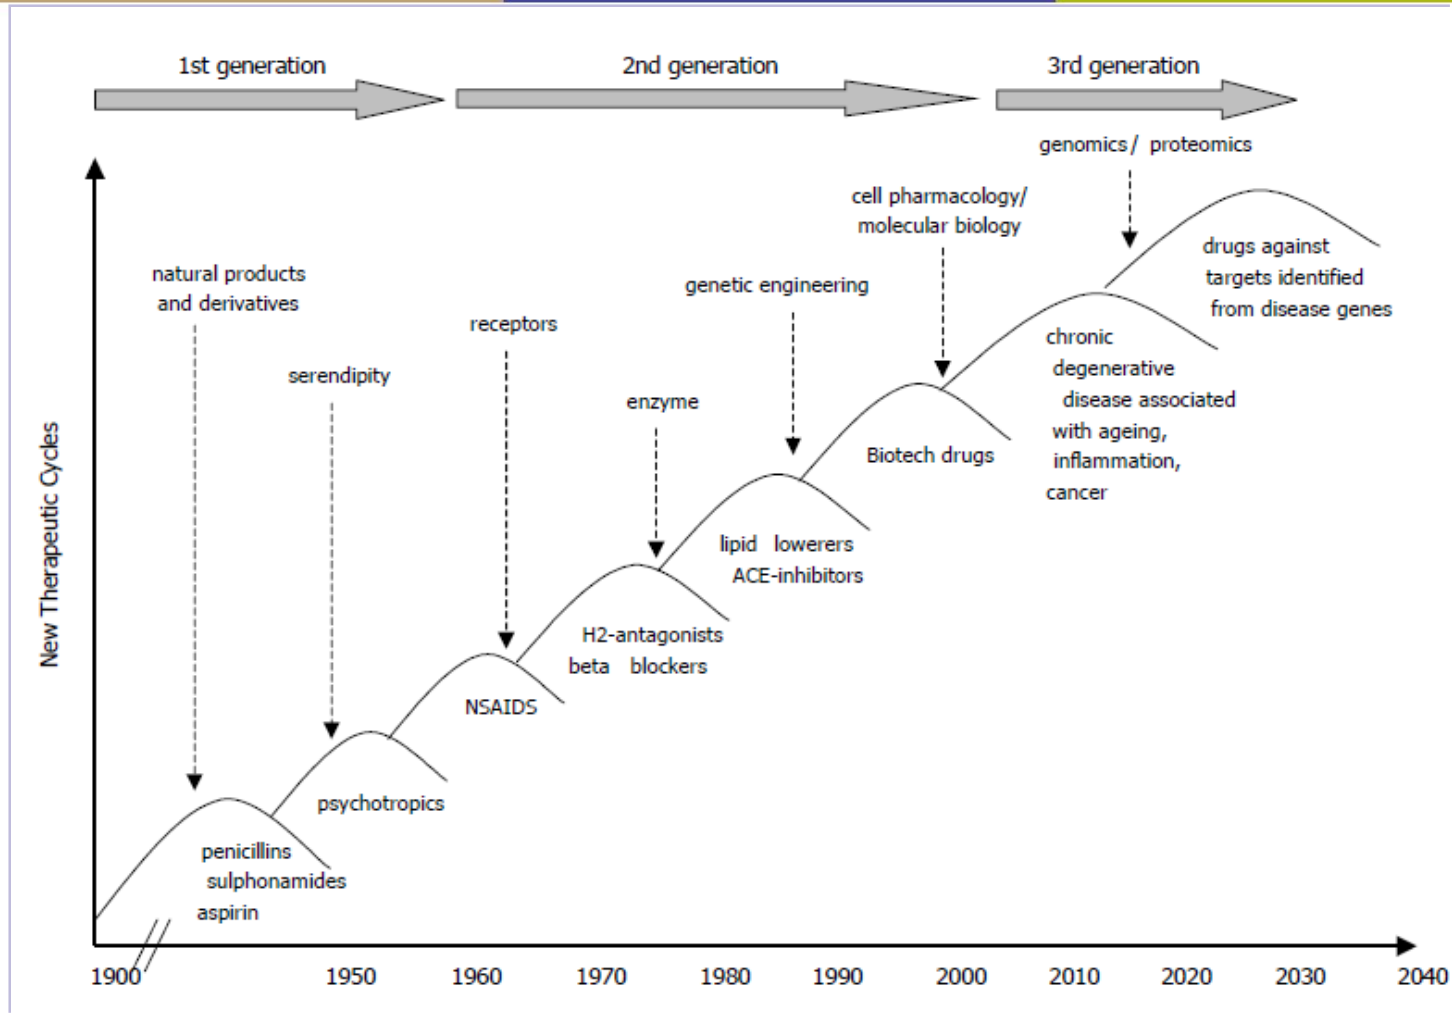 1st generation
2nd generation
3rd generation
genomics/ proteomics
cell pharmacology/
molecular biology
drugs against
targets identified
from disease genes
natural products
and derivatives
genetic engineering
receptors
chronic
degenerative
disease associated
with ageing,
inflammation,
cancer
serendipity
enzyme
Biotech drugs
New Therapeutic Cycles
lipid lowerers
ACE-inhibitors
H2-antagonists
beta blockers
NSAIDS
psychotropics
penicillins
sulphonamides
aspirin
1900 1950 1960 1970 1980 1990 2000 2010 2020 2030 2040